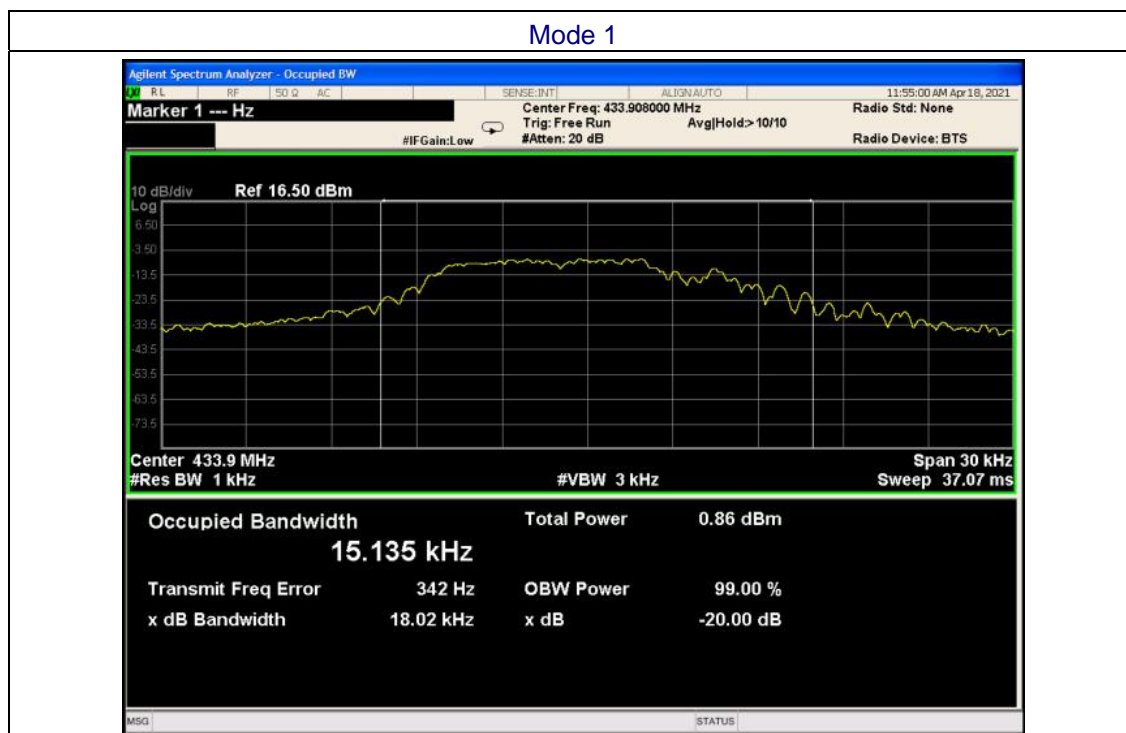 Mode 1
Agilent Spectrum Analyzer - Occupied BW
LXI RL RF 50 Ω AC SENSE:INT ALIGNAUTO 11:55:00 AM Apr 18, 2021
Marker 1 --- Hz Center Freq: 433.908000 MHz Radio Std: None
Trig: Free Run Avg|Hold:> 10/10
#IFGain:Low #Atten: 20 dB Radio Device: BTS
10 dB/div Ref 16.50 dBm
Log
6.50
-3.50
-13.5
-23.5
-33.5
-43.5
-53.5
-63.5
-73.5
Center 433.9 MHz Span 30 kHz
#Res BW 1 kHz #VBW 3 kHz Sweep 37.07 ms
Occupied Bandwidth Total Power 0.86 dBm
15.135 kHz
Transmit Freq Error 342 Hz OBW Power 99.00 %
x dB Bandwidth 18.02 kHz x dB -20.00 dB
MSG STATUS